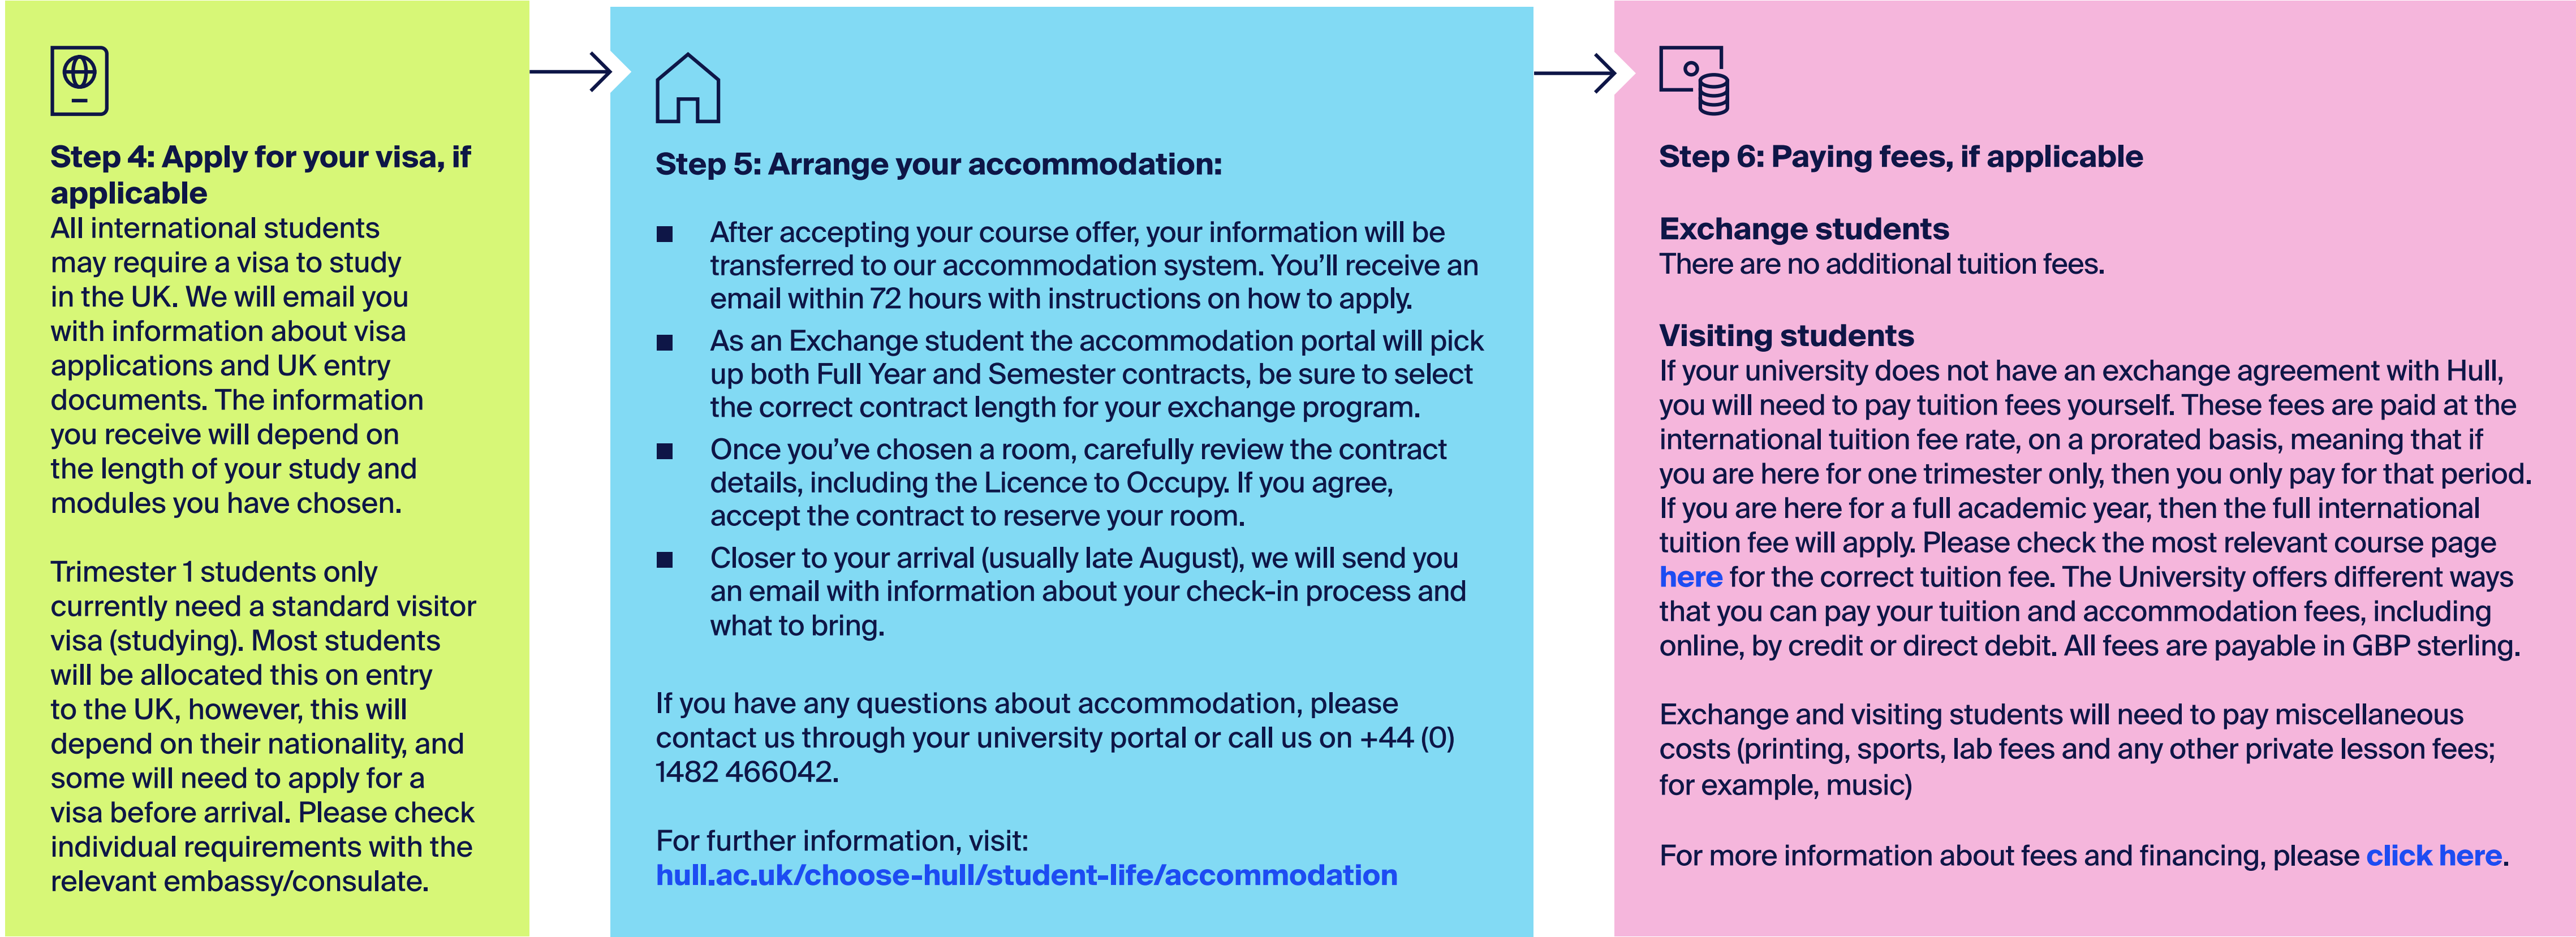 Step 4: Apply for your visa, if
applicable
All international students
may require a visa to study
in the UK. We will email you
with information about visa
applications and UK entry
documents. The information
you receive will depend on
the length of your study and
modules you have chosen.
Trimester 1 students only
currently need a standard visitor
visa (studying). Most students
will be allocated this on entry
to the UK, however, this will
depend on their nationality, and
some will need to apply for a
visa before arrival. Please check
individual requirements with the
relevant embassy/consulate.
Step 5: Arrange your accommodation:
■ After accepting your course offer, your information will be
transferred to our accommodation system. You’ll receive an
email within 72 hours with instructions on how to apply.
■ As an Exchange student the accommodation portal will pick
up both Full Year and Semester contracts, be sure to select
the correct contract length for your exchange program.
■ Once you’ve chosen a room, carefully review the contract
details, including the Licence to Occupy. If you agree,
accept the contract to reserve your room.
■ Closer to your arrival (usually late August), we will send you
an email with information about your check-in process and
what to bring.
If you have any questions about accommodation, please
contact us through your university portal or call us on +44 (0)
1482 466042.
For further information, visit:
hull.ac.uk/choose-hull/student-life/accommodation
Step 6: Paying fees, if applicable
Exchange students
There are no additional tuition fees.
Visiting students
If your university does not have an exchange agreement with Hull,
you will need to pay tuition fees yourself. These fees are paid at the
international tuition fee rate, on a prorated basis, meaning that if
you are here for one trimester only, then you only pay for that period.
If you are here for a full academic year, then the full international
tuition fee will apply. Please check the most relevant course page
here for the correct tuition fee. The University offers different ways
that you can pay your tuition and accommodation fees, including
online, by credit or direct debit. All fees are payable in GBP sterling.
Exchange and visiting students will need to pay miscellaneous
costs (printing, sports, lab fees and any other private lesson fees;
for example, music)
For more information about fees and financing, please click here.